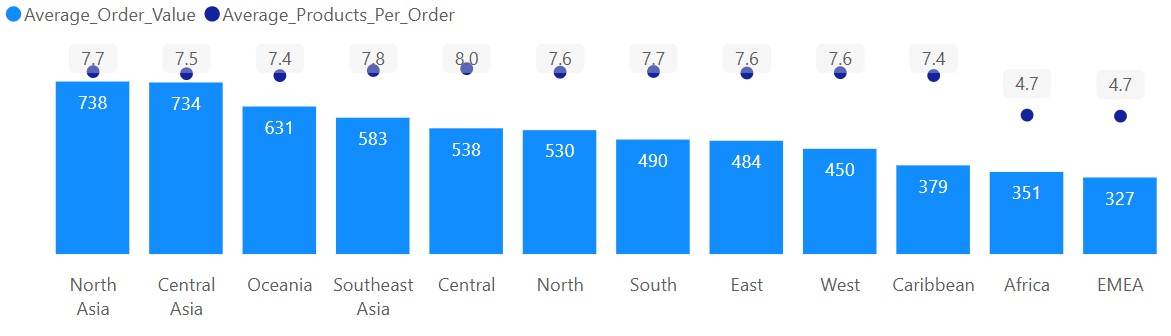 Average_Order_Value Average_Products_Per_Order
7.7 7.5 7.4 7.8 8.0 7.6 7.7 7.6 7.6 7.4 4.7 4.7
738 734 631 583 538 530 490 484 450 379 351 327
North Central Oceania Southeast Central North South East West Caribbean Africa EMEA
Asia Asia Asia